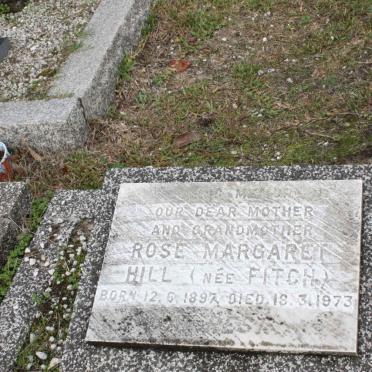 OUR DEAR MOTHER
AND GRANDMOTHER
ROSE MARGARET
HILL (NÉE FITCH)
BORN 12. 6. 1897. DIED. 18. 3. 1973